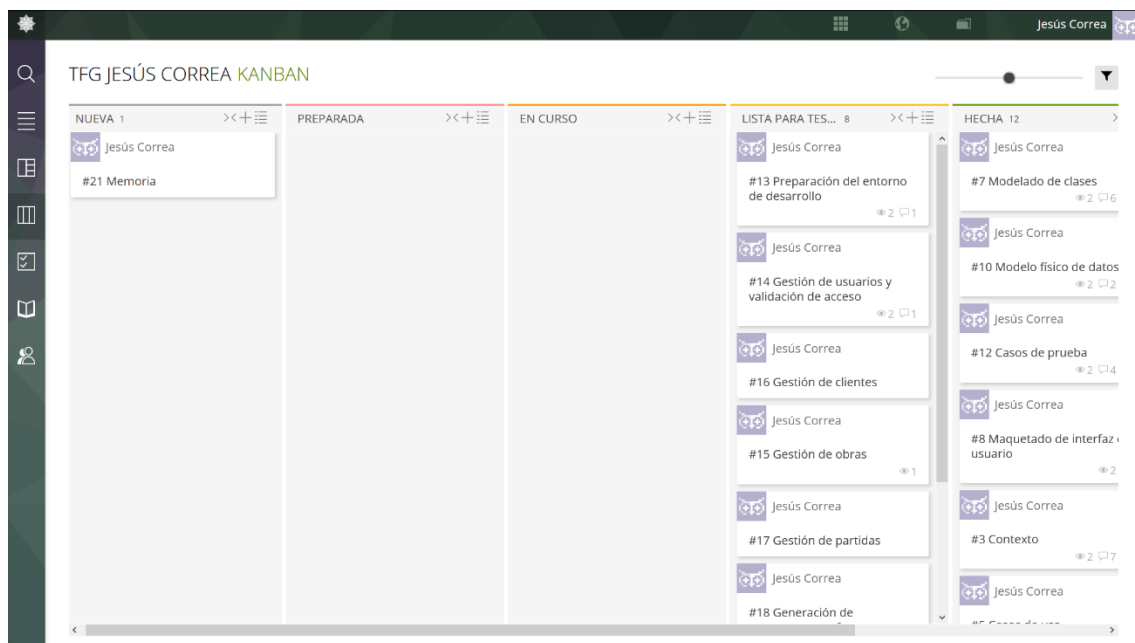 Jesús Correa
TFG JESÚS CORREA KANBAN
NUEVA 1
Jesús Correa
#21 Memoria
PREPARADA
EN CURSO
LISTA PARA TES... 8
Jesús Correa
#13 Preparación del entorno
de desarrollo
2 1
Jesús Correa
#14 Gestión de usuarios y
validación de acceso
2 1
Jesús Correa
#16 Gestión de clientes
Jesús Correa
#15 Gestión de obras
1
Jesús Correa
#17 Gestión de partidas
Jesús Correa
#18 Generación de
HECHA 12
Jesús Correa
#7 Modelado de clases
2 6
Jesús Correa
#10 Modelo físico de datos
2 2
Jesús Correa
#12 Casos de prueba
2 4
Jesús Correa
#8 Maquetado de interfaz
usuario
2
Jesús Correa
#3 Contexto
2 7
Jesús Correa